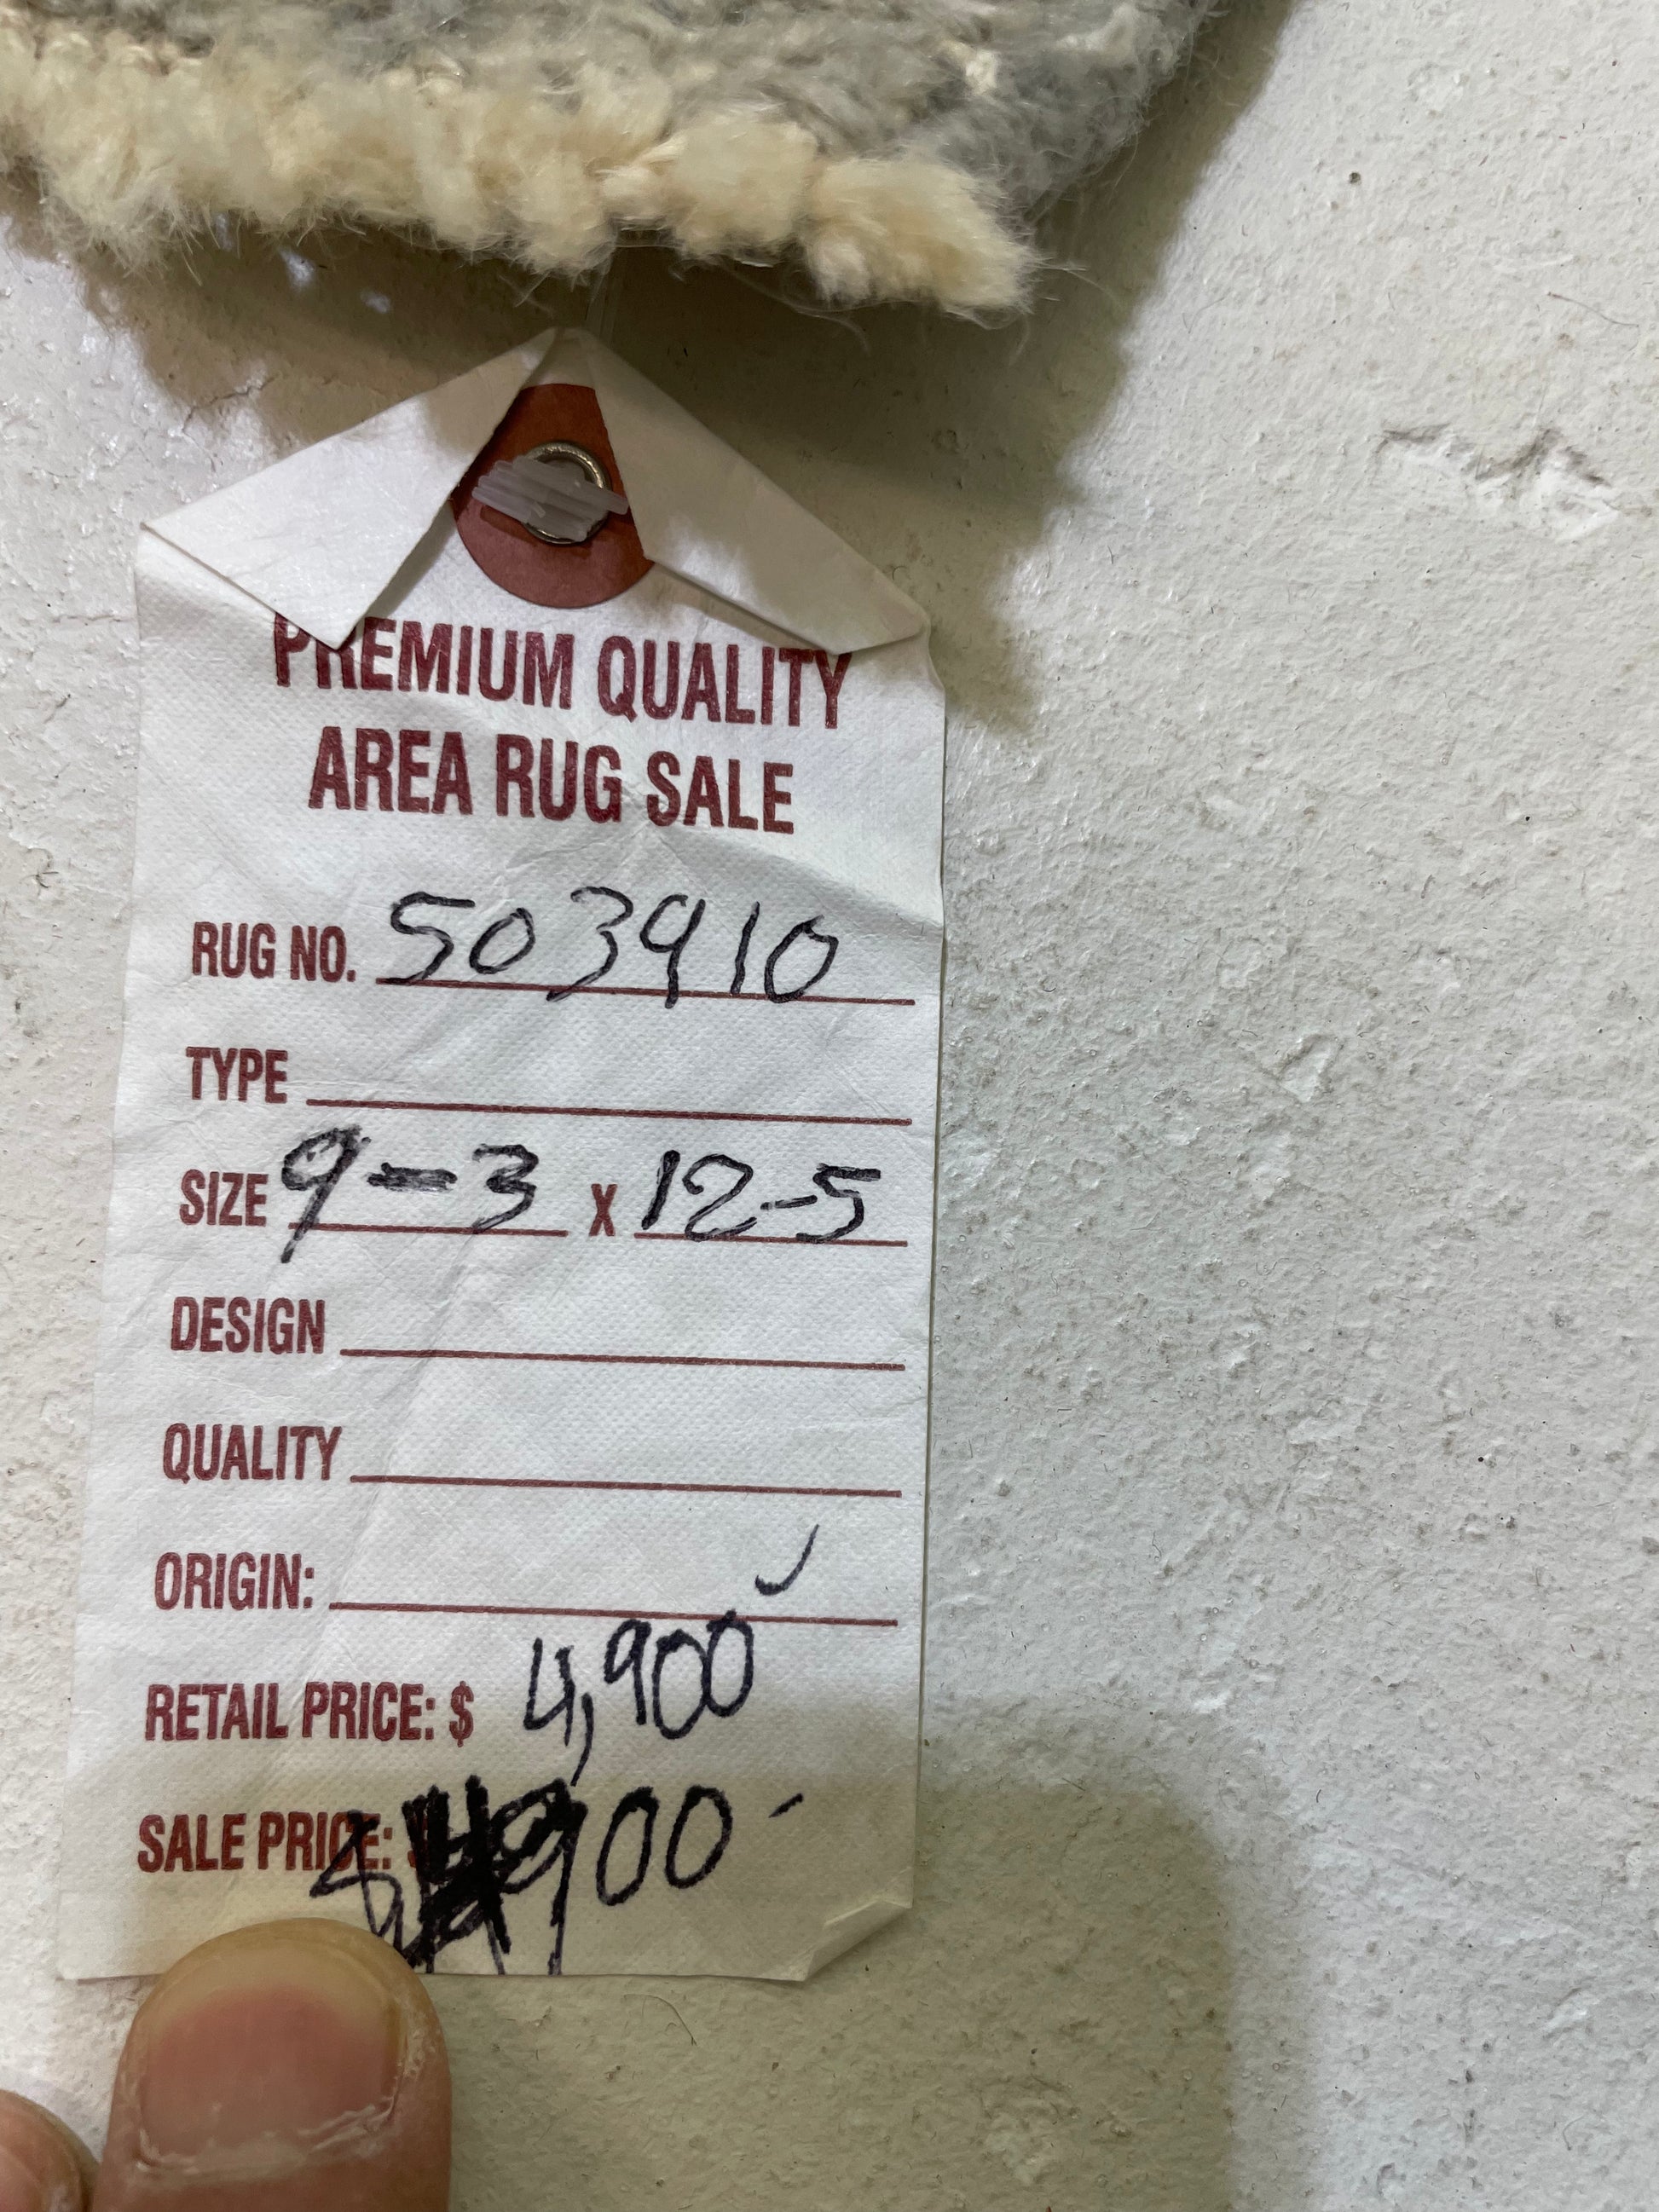 PREMIUM QUALITY
AREA RUG SALE
RUG NO. 503910
TYPE
SIZE 9-3 X 12-5
DESIGN
QUALITY
ORIGIN:
RETAIL PRICE: $ 4,900
SALE PRICE: 900-